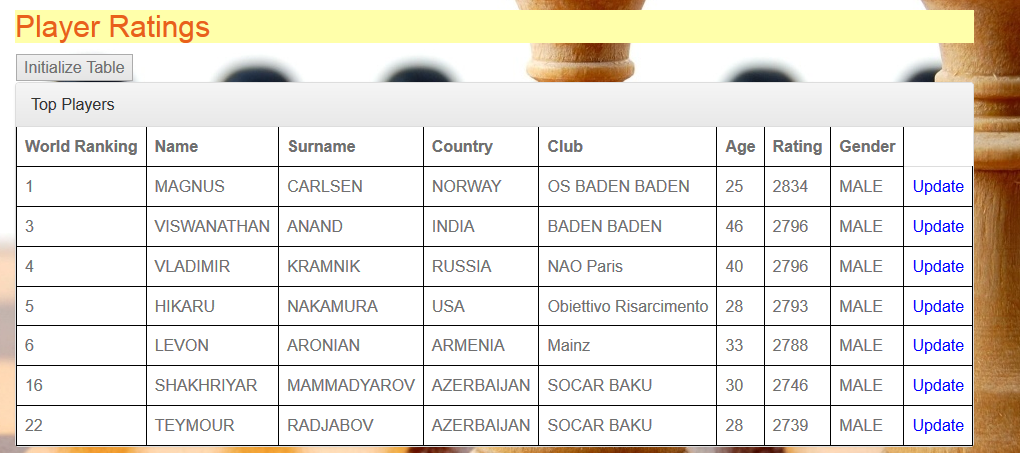 Player Ratings
Initialize Table
Top Players
World Ranking Name Surname Country Club Age Rating Gender
1 MAGNUS CARLSEN NORWAY OS BADEN BADEN 25 2834 MALE Update
3 VISWANATHAN ANAND INDIA BADEN BADEN 46 2796 MALE Update
4 VLADIMIR KRAMNIK RUSSIA NAO Paris 40 2796 MALE Update
5 HIKARU NAKAMURA USA Obiettivo Risarcimento 28 2793 MALE Update
6 LEVON ARONIAN ARMENIA Mainz 33 2788 MALE Update
16 SHAKHRIYAR MAMMADYAROV AZERBAIJAN SOCAR BAKU 30 2746 MALE Update
22 TEYMOUR RADJABOV AZERBAIJAN SOCAR BAKU 28 2739 MALE Update